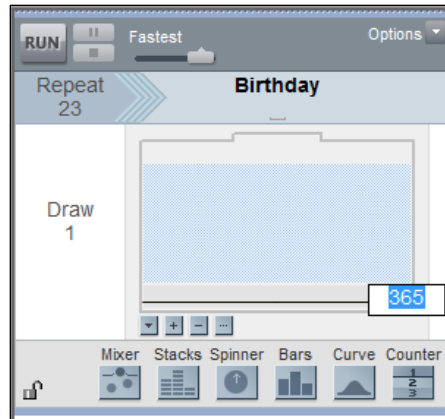 RUN
Fastest
Options
Repeat
23
Birthday
Draw
1
365
Mixer Stacks Spinner Bars Curve Counter
1
2
3